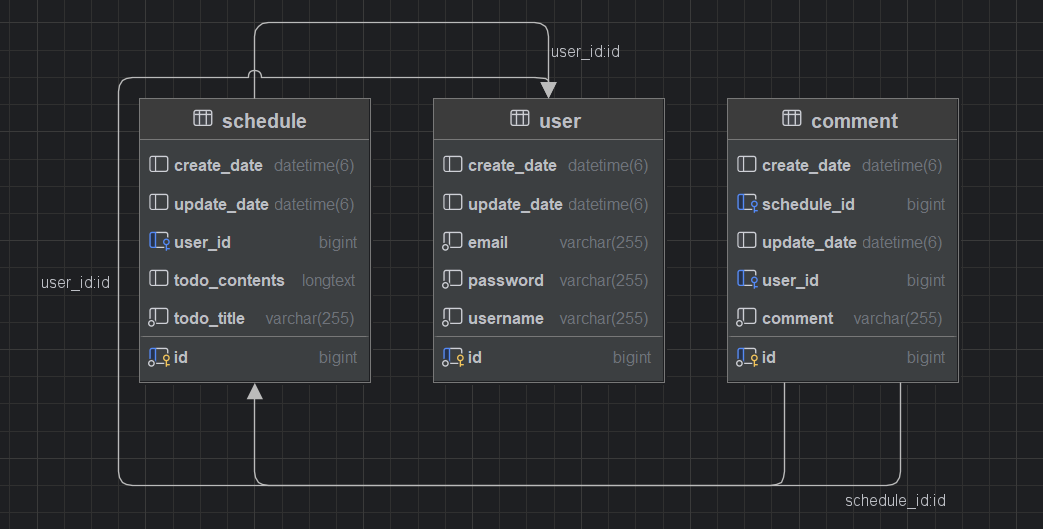 user_id:id
schedule
create_date datetime(6)
update_date datetime(6)
user_id bigint
todo_contents longtext
todo_title varchar(255)
id bigint
user
create_date datetime(6)
update_date datetime(6)
email varchar(255)
password varchar(255)
username varchar(255)
id bigint
comment
create_date datetime(6)
schedule_id bigint
update_date datetime(6)
user_id bigint
comment varchar(255)
id bigint
user_id:id
schedule_id:id